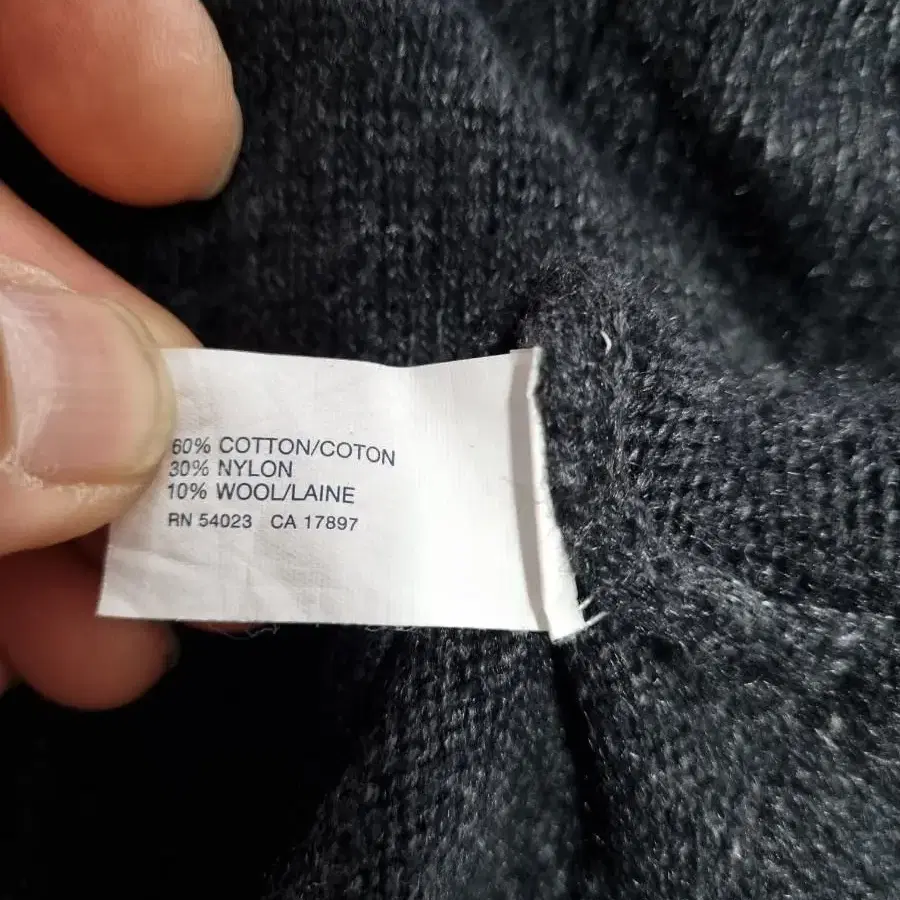 60% COTTON/COTON
30% NYLON
10% WOOL/LAINE
RN 54023 CA 17897